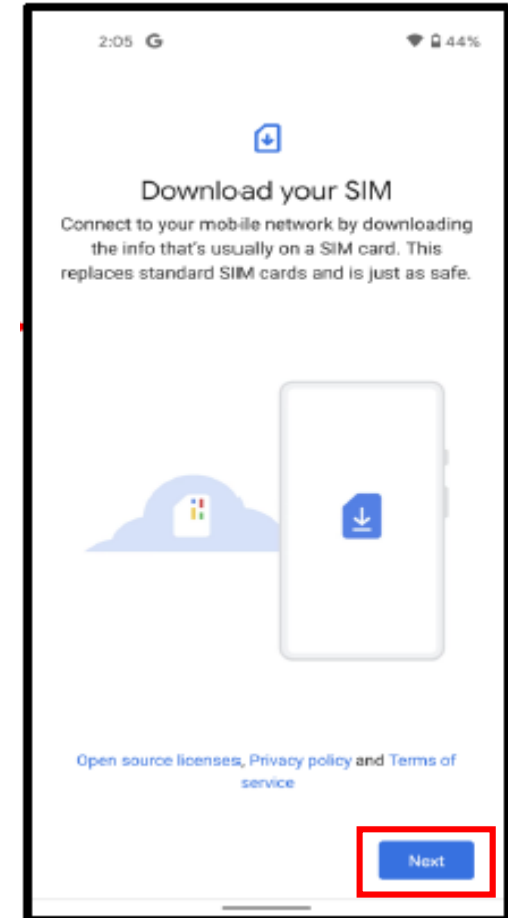 2:05 G 44%
Download your SIM
Connect to your mobile network by downloading
the info that's usually on a SIM card. This
replaces standard SIM cards and is just as safe.
Open source licenses, Privacy policy and Terms of
service
Next